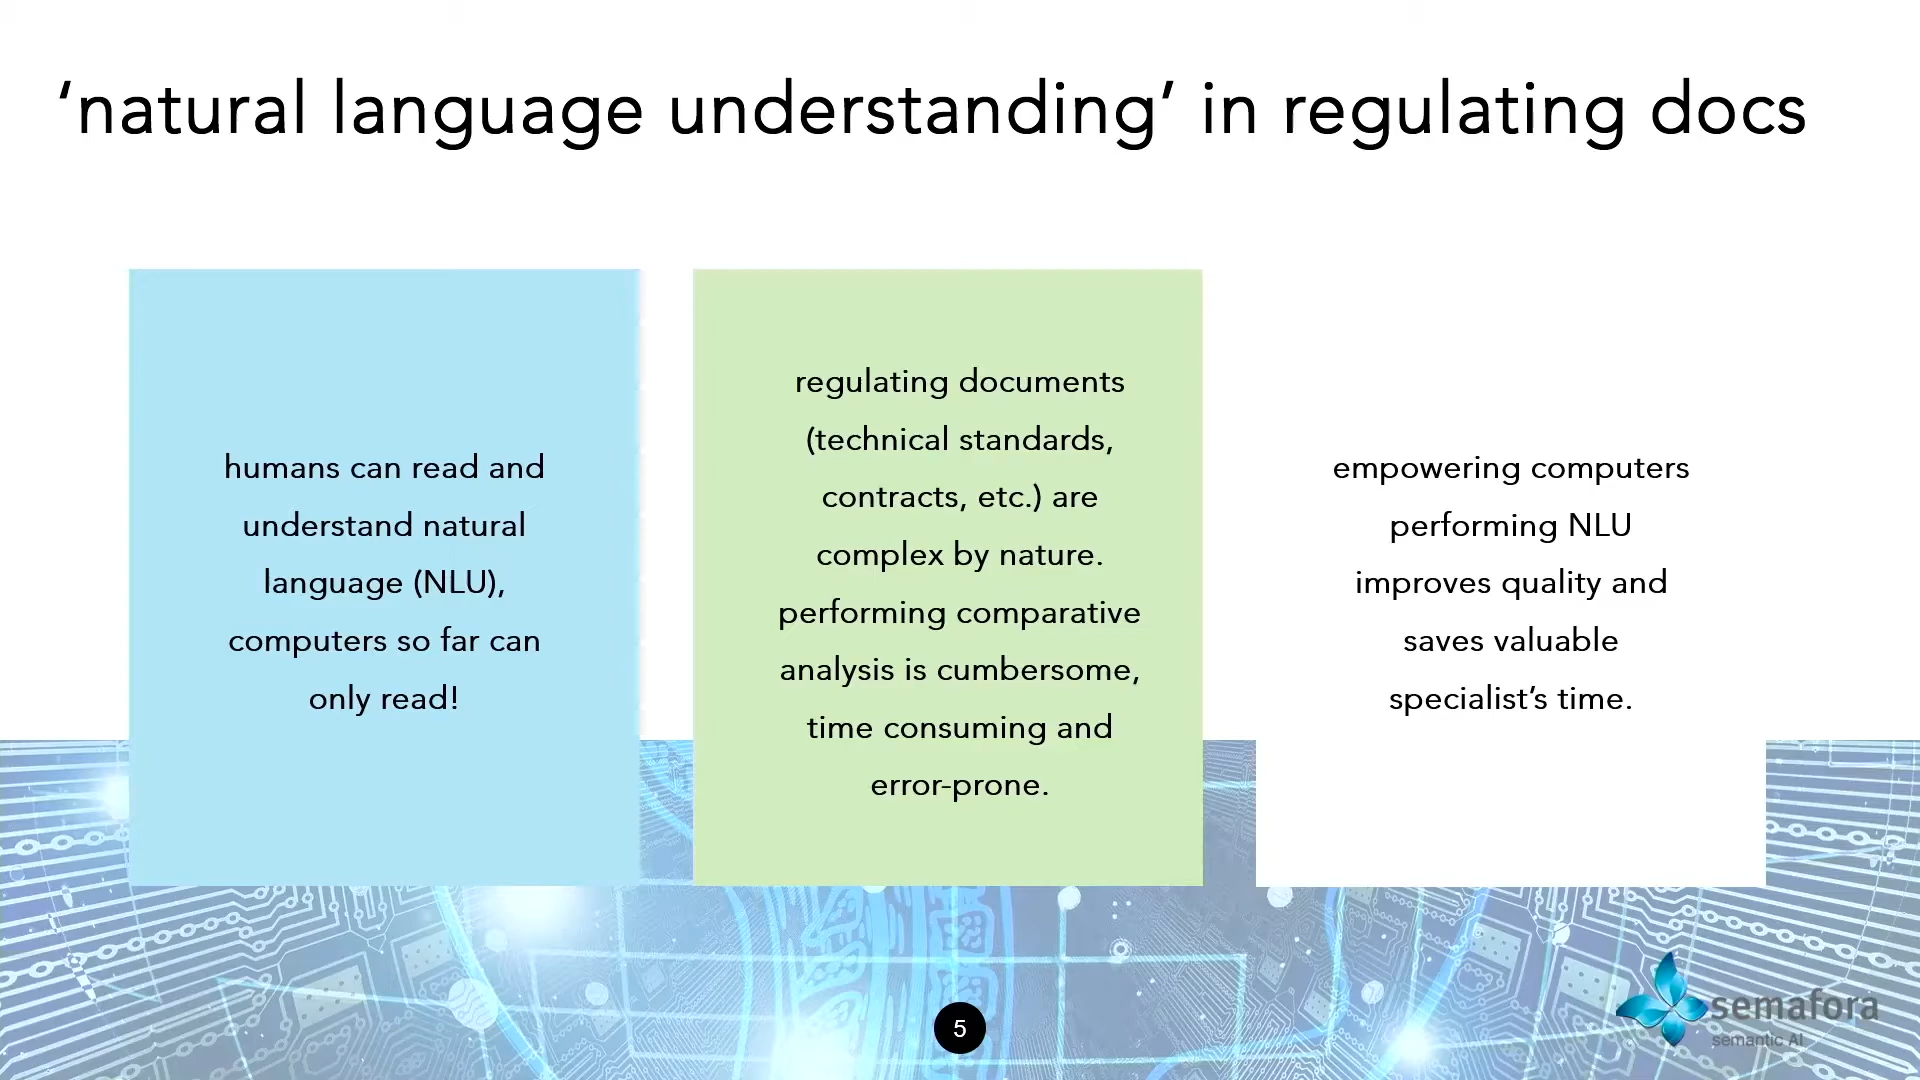 ‘natural language understanding’ in regulating docs
humans can read and
understand natural
language (NLU),
computers so far can
only read!
regulating documents
(technical standards,
contracts, etc.) are
complex by nature.
performing comparative
analysis is cumbersome,
time consuming and
error-prone.
empowering computers
performing NLU
improves quality and
saves valuable
specialist’s time.
5
semafora
semantic AI